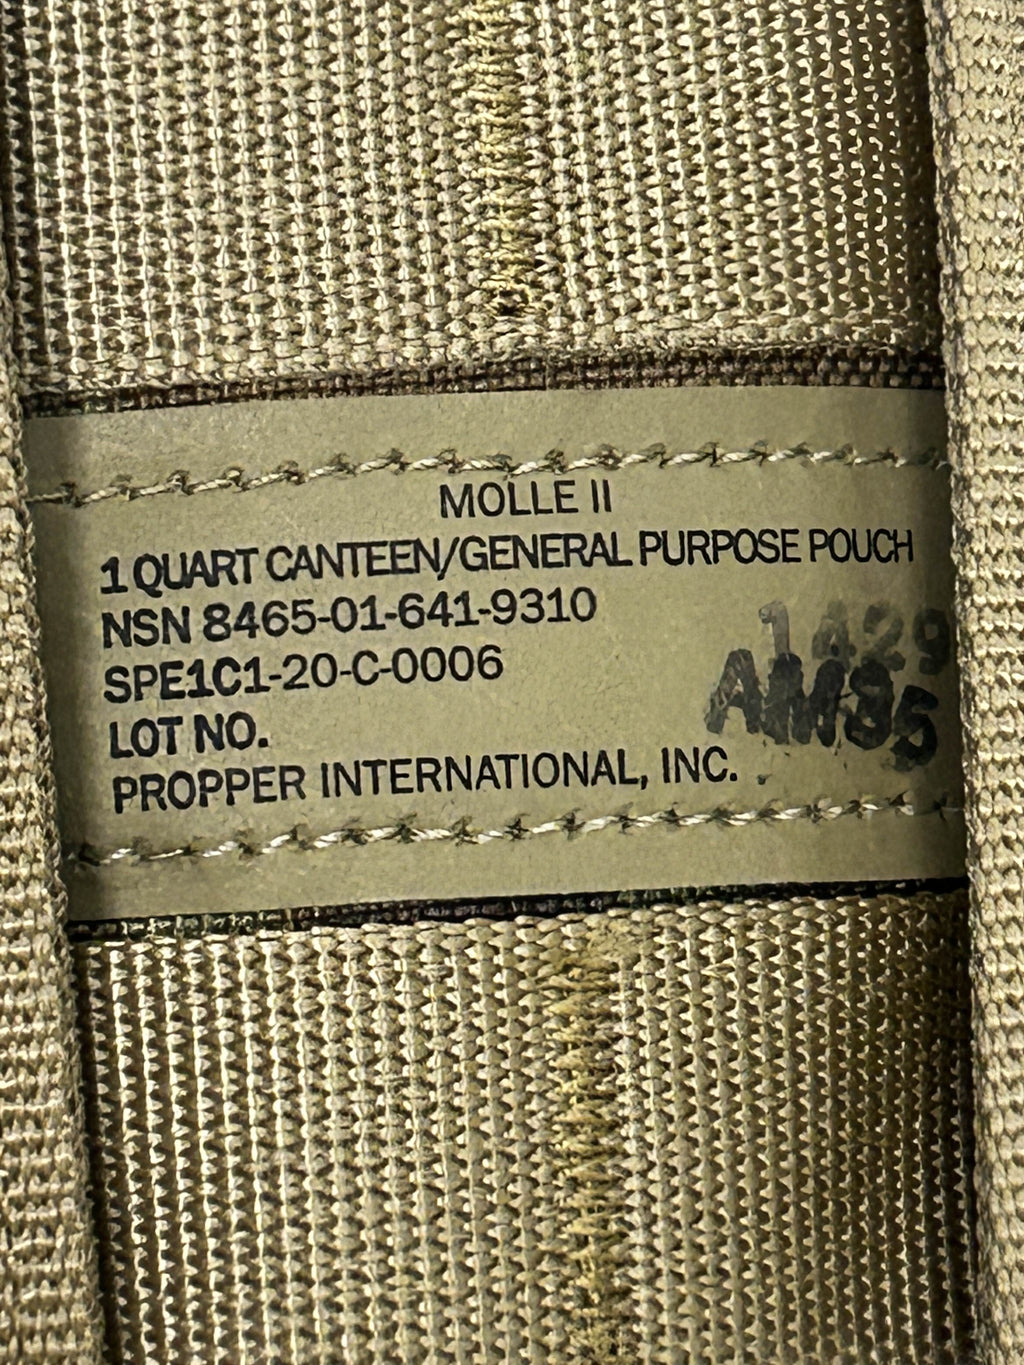 MOLLE II
1 QUART CANTEEN/GENERAL PURPOSE POUCH
NSN 8465-01-641-9310
SPE1C1-20-C-0006
LOT NO.
PROPPER INTERNATIONAL, INC.
1429